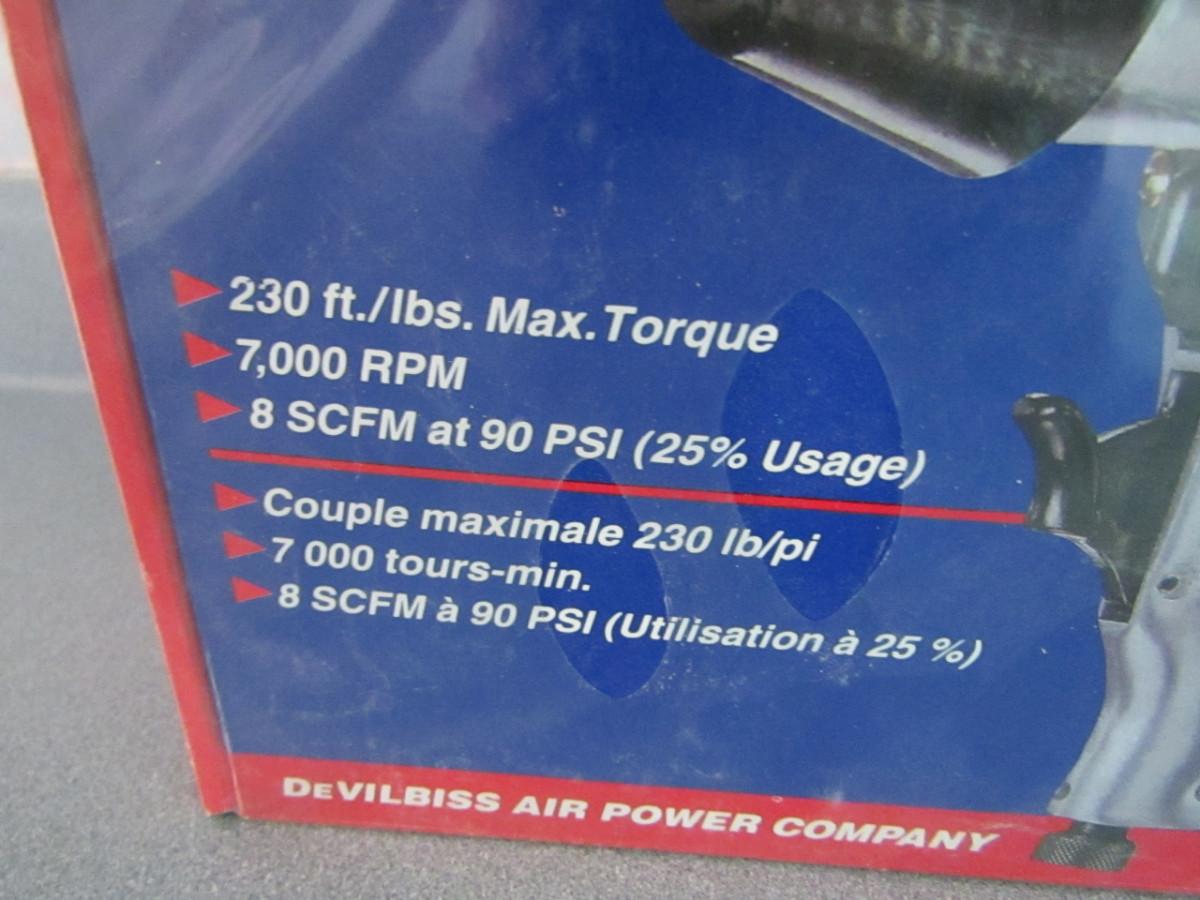 230 ft./lbs. Max. Torque
7,000 RPM
8 SCFM at 90 PSI (25% Usage)
Couple maximale 230 lb/pi
7 000 tours-min.
8 SCFM à 90 PSI (Utilisation à 25 %)
DEVILBISS AIR POWER COMPANY